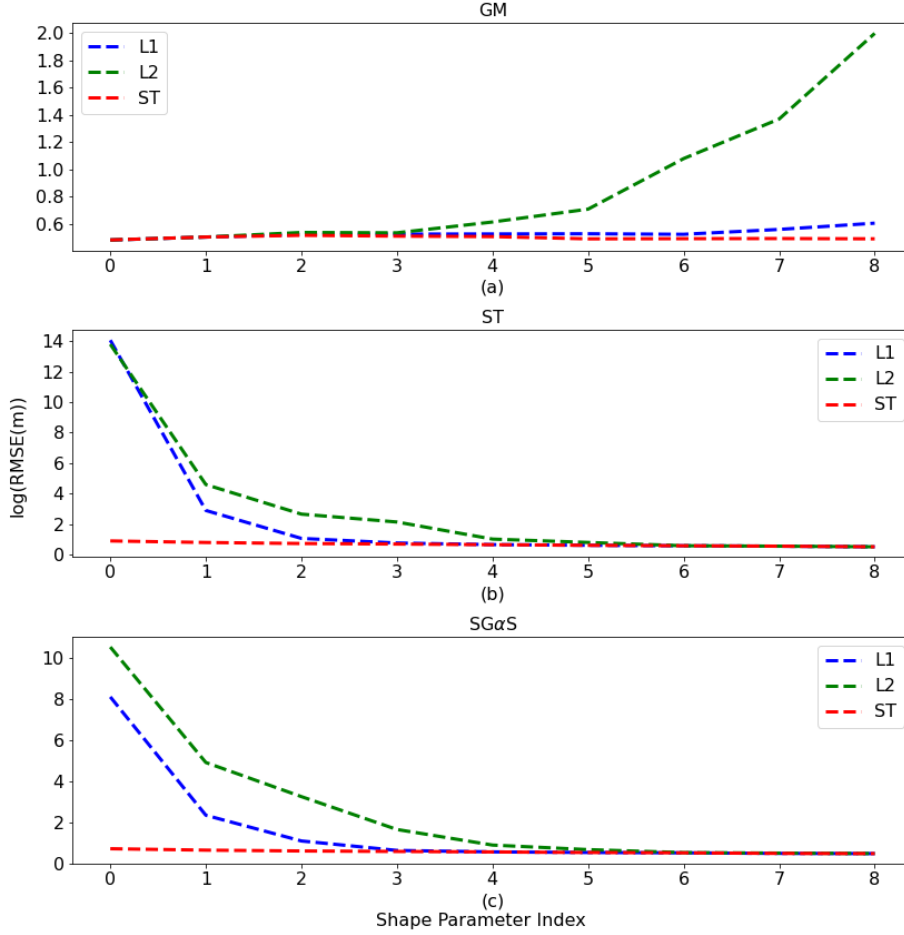 GM
2.0
1.8
1.6
1.4
1.2
1.0
0.8
0.6
L1
L2
ST
0 1 2 3 4 5 6 7 8
(a)
ST
14
12
10
8
6
4
2
0
log(RMSE(m))
L1
L2
ST
0 1 2 3 4 5 6 7 8
(b)
SGαS
10
8
6
4
2
0
L1
L2
ST
0 1 2 3 4 5 6 7 8
(c)
Shape Parameter Index